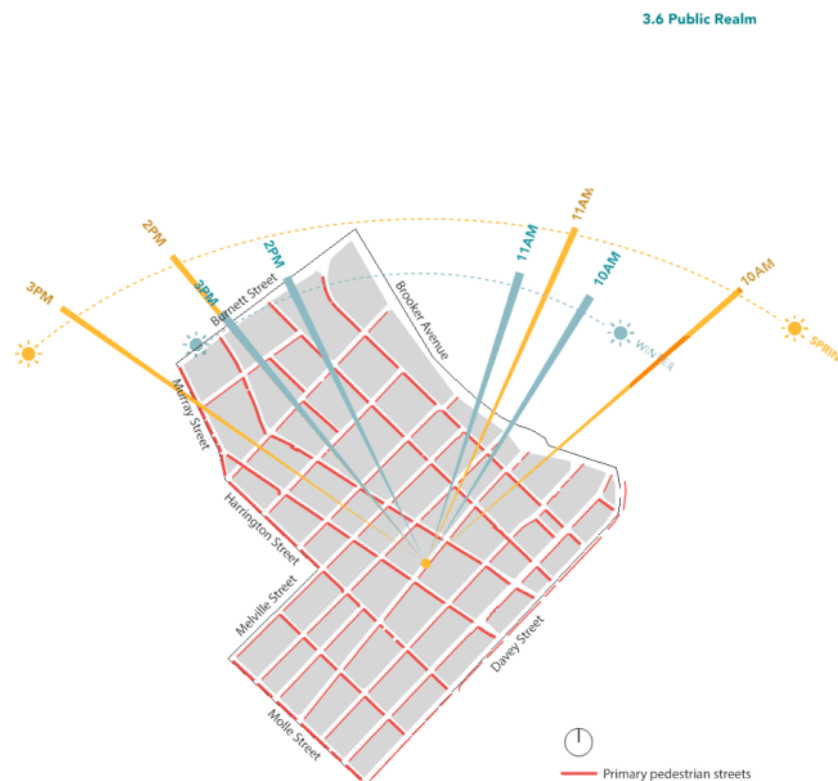 3.6 Public Realm
11AM
2PM
2PM
11AM
10AM
10AM
3PM
3PM
Burnett Street
Brooker Avenue
WINTER
SPRIN
Murray Street
Harrington Street
Melville Street
Davey Street
Molle Street
Primary pedestrian streets